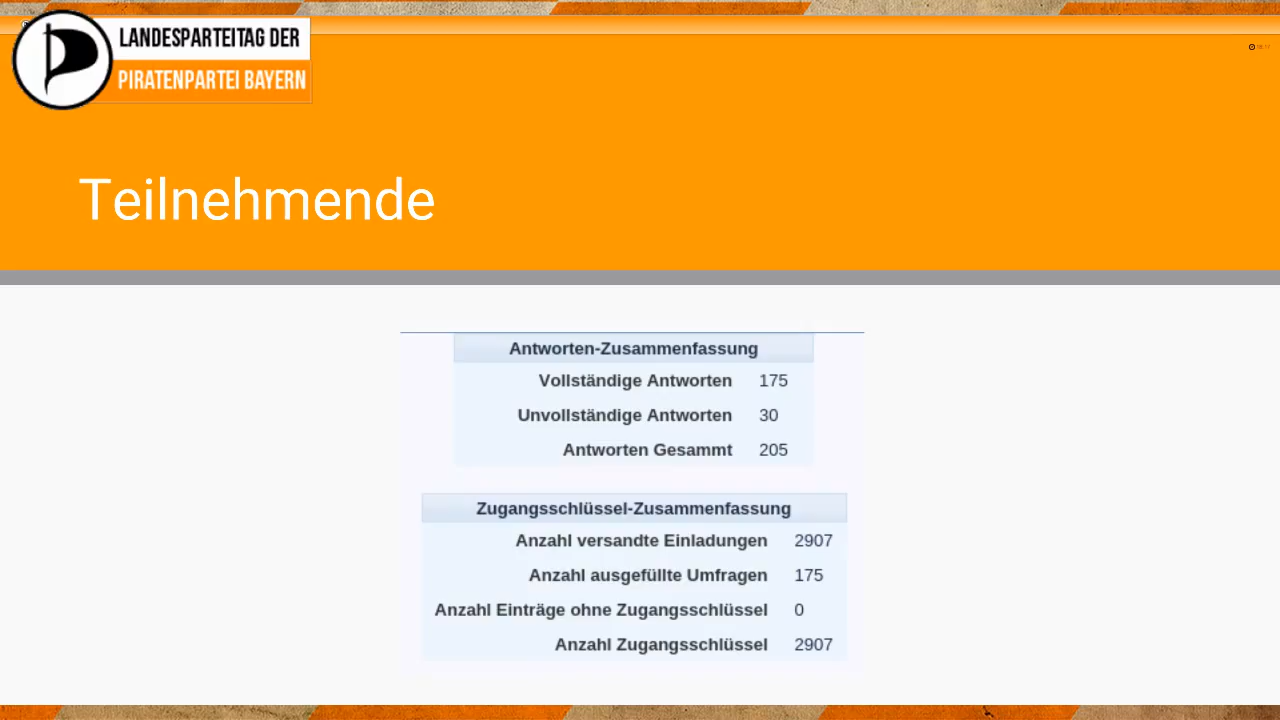 LANDESPARTEITAG DER
PIRATENPARTEI BAYERN
Teilnehmende
Antworten-Zusammenfassung
Vollständige Antworten 175
Unvollständige Antworten 30
Antworten Gesammt 205
Zugangsschlüssel-Zusammenfassung
Anzahl versandte Einladungen 2907
Anzahl ausgefüllte Umfragen 175
Anzahl Einträge ohne Zugangsschlüssel 0
Anzahl Zugangsschlüssel 2907